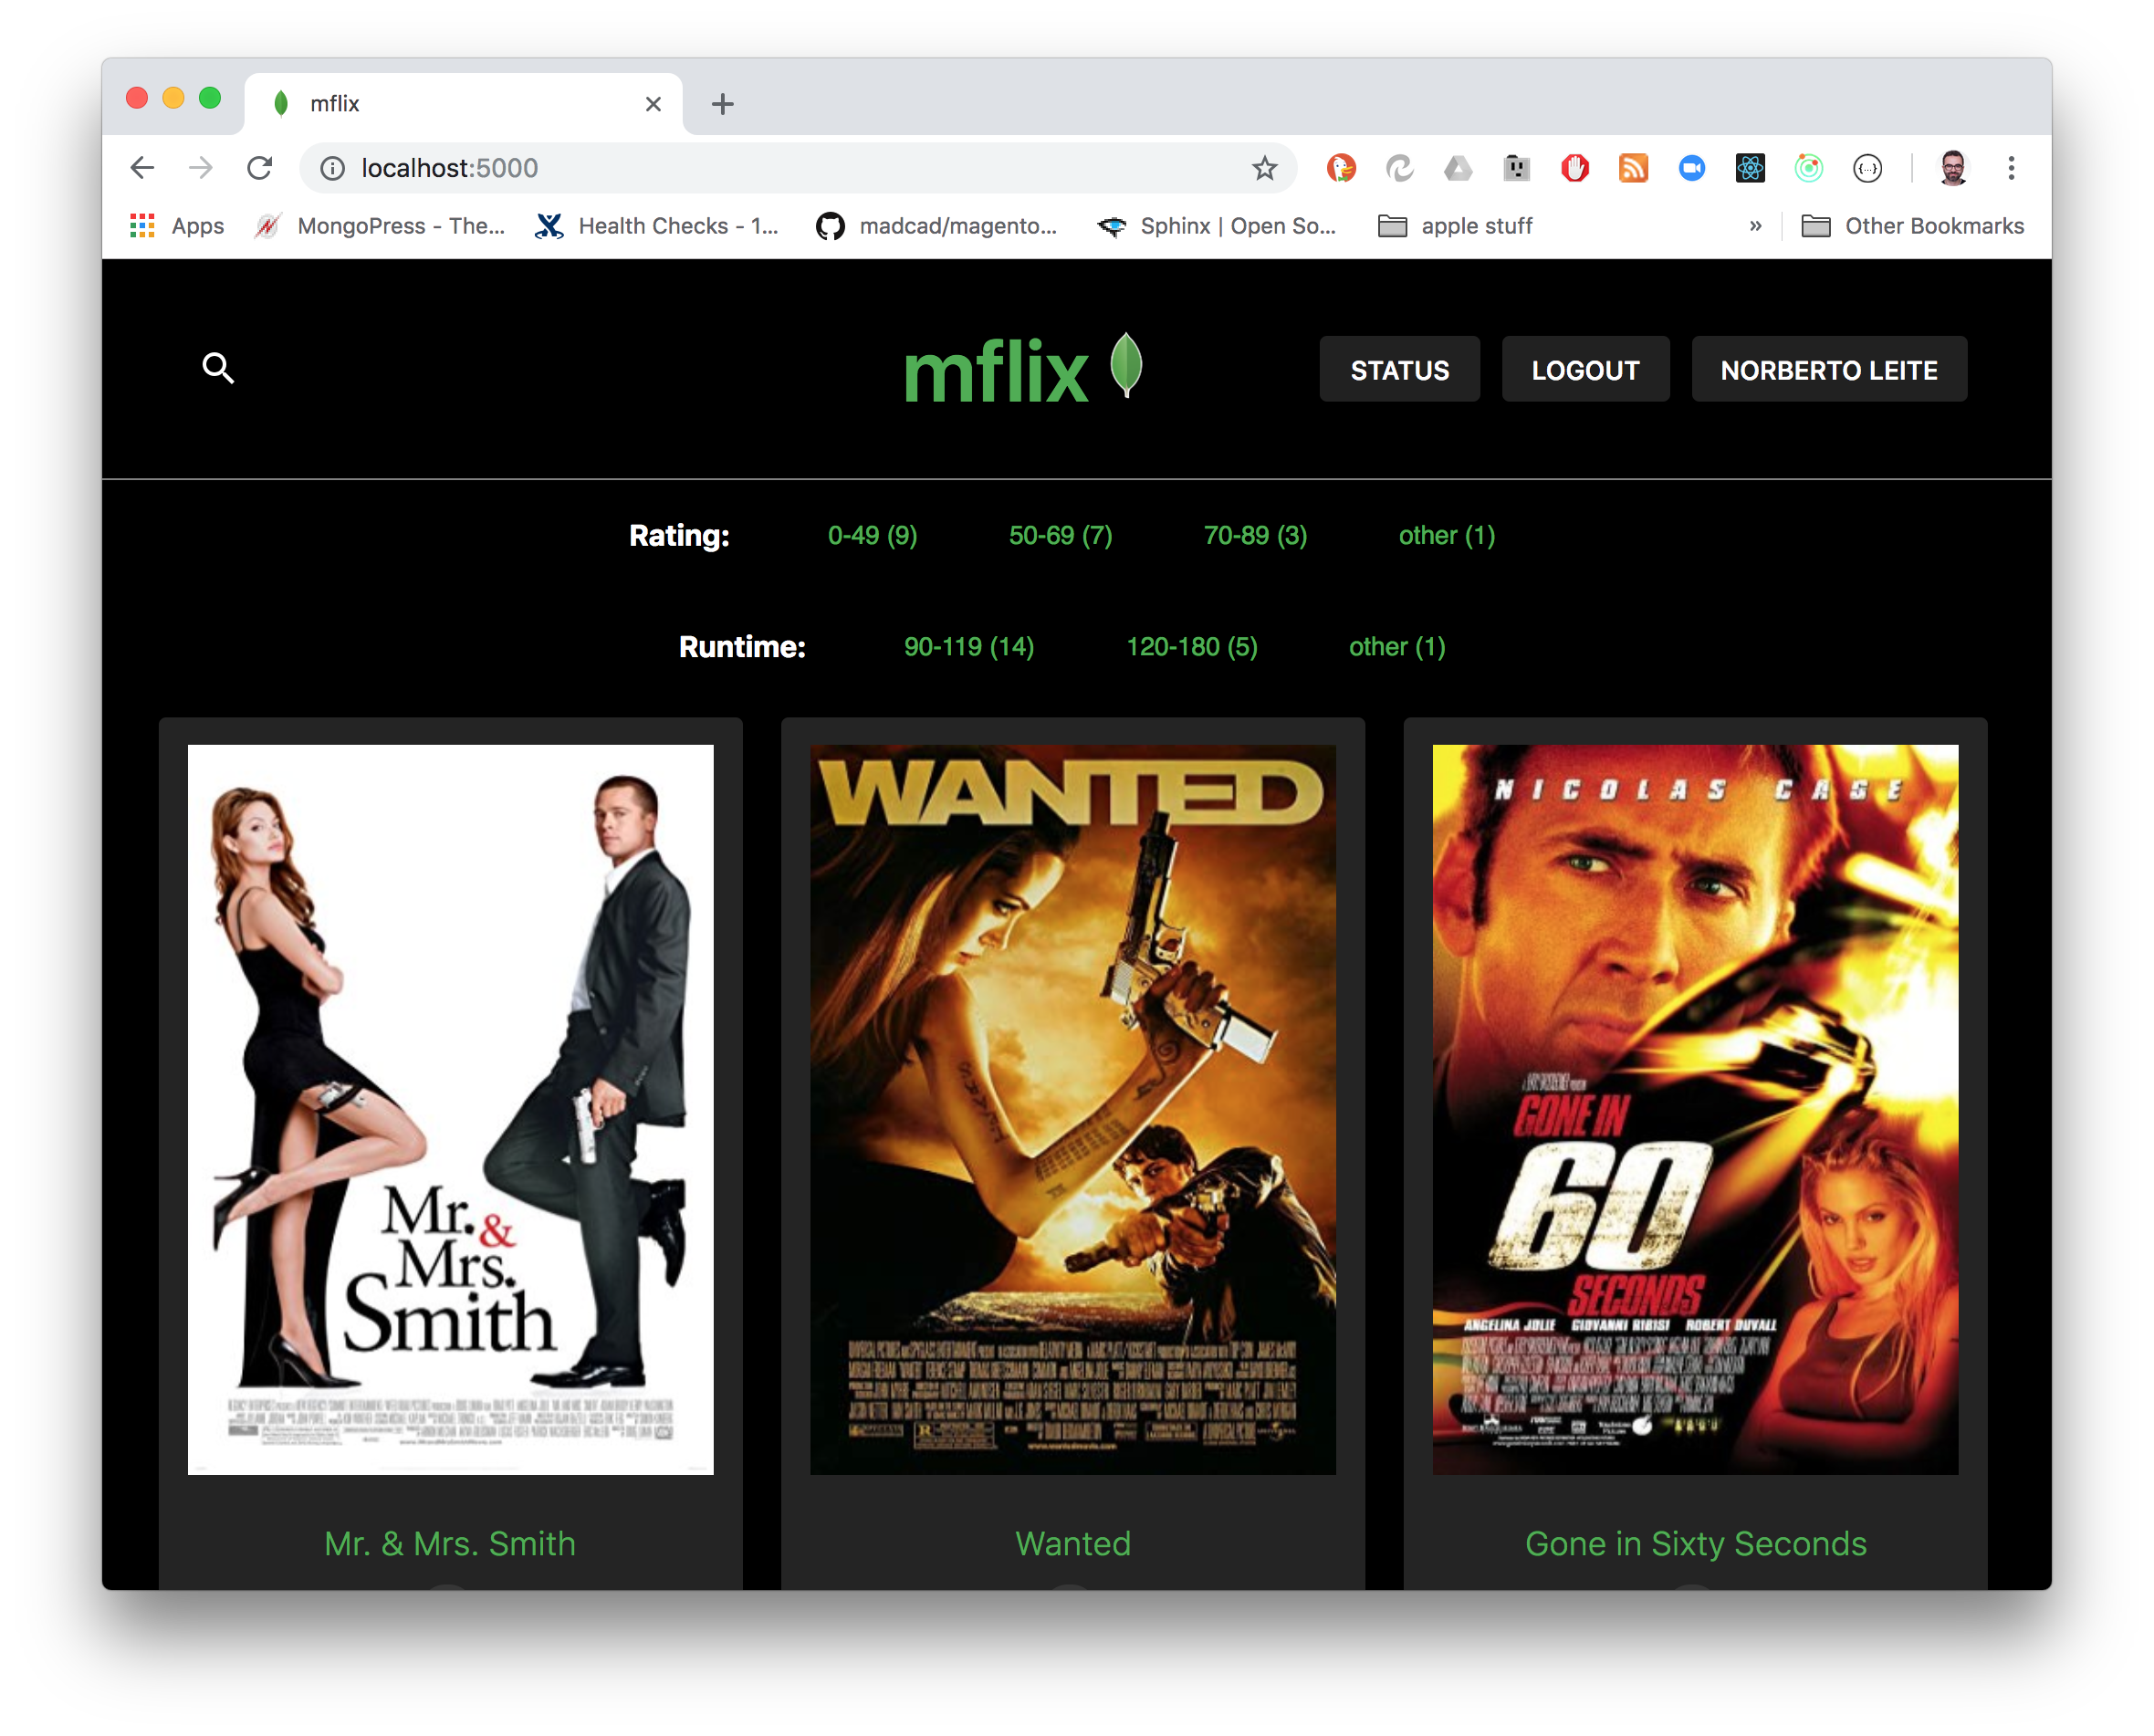 mflix
localhost:5000
Apps MongoPress - The... Health Checks - 1... madcad/magento... Sphinx | Open So... apple stuff » Other Bookmarks
mflix STATUS LOGOUT NORBERTO LEITE
Rating: 0-49 (9) 50-69 (7) 70-89 (3) other (1)
Runtime: 90-119 (14) 120-180 (5) other (1)
Mr. &
Mrs.
Smith
WANTED
NICOLAS CAGE
GONE IN
60
SECONDS
ANGELINA JOLIE GIOVANNI RIBISI ROBERT DUVALL
Mr. & Mrs. Smith Wanted Gone in Sixty Seconds